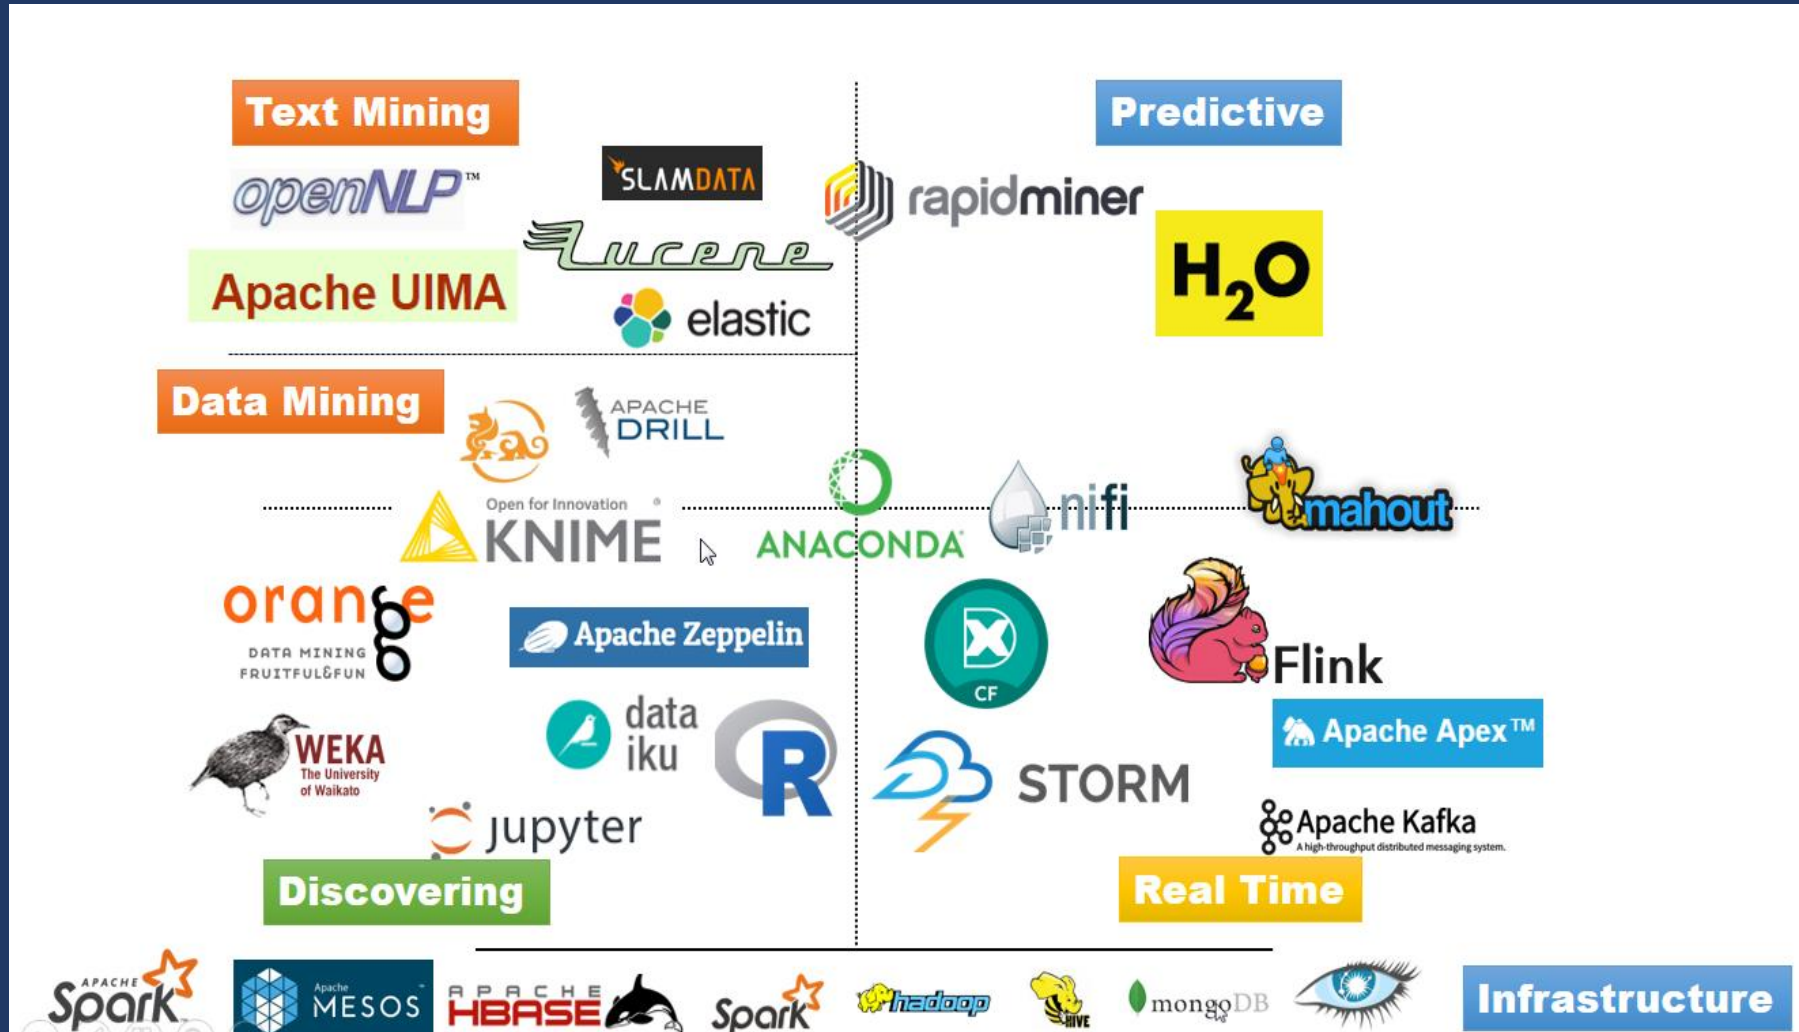 Text Mining
Predictive
openNLP™
SLAMDATA
rapidminer
Lucene
H2O
Apache UIMA
elastic
Data Mining
APACHE
DRILL
Open for Innovation ®
KNIME
ANACONDA®
nifi
mahout
orange
DATA MINING
FRUITFUL&FUN
Apache Zeppelin
DX
CF
Flink
WEKA
The University
of Waikato
data
iku
R
STORM
Apache Apex™
jupyter
Apache Kafka
A high-throughput distributed messaging system.
Discovering
Real Time
APACHE
Spark
Apache
MESOS
APACHE
HBASE
Spark
hadoop
HIVE
mongoDB
Infrastructure